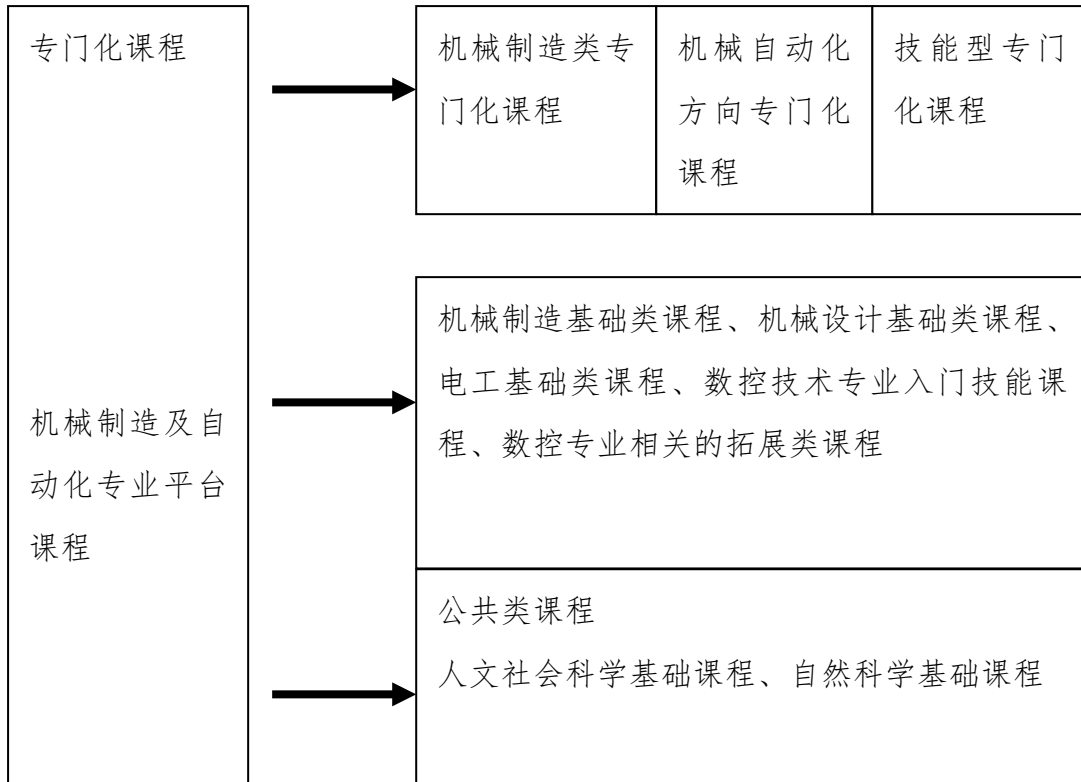 专门化课程
机械制造类专
门化课程
机械自动化
方向专门化
课程
技能型专门
化课程
机械制造及自
动化专业平台
课程
机械制造基础类课程、机械设计基础类课程、
电工基础类课程、数控技术专业入门技能课
程、数控专业相关的拓展类课程
公共类课程
人文社会科学基础课程、自然科学基础课程